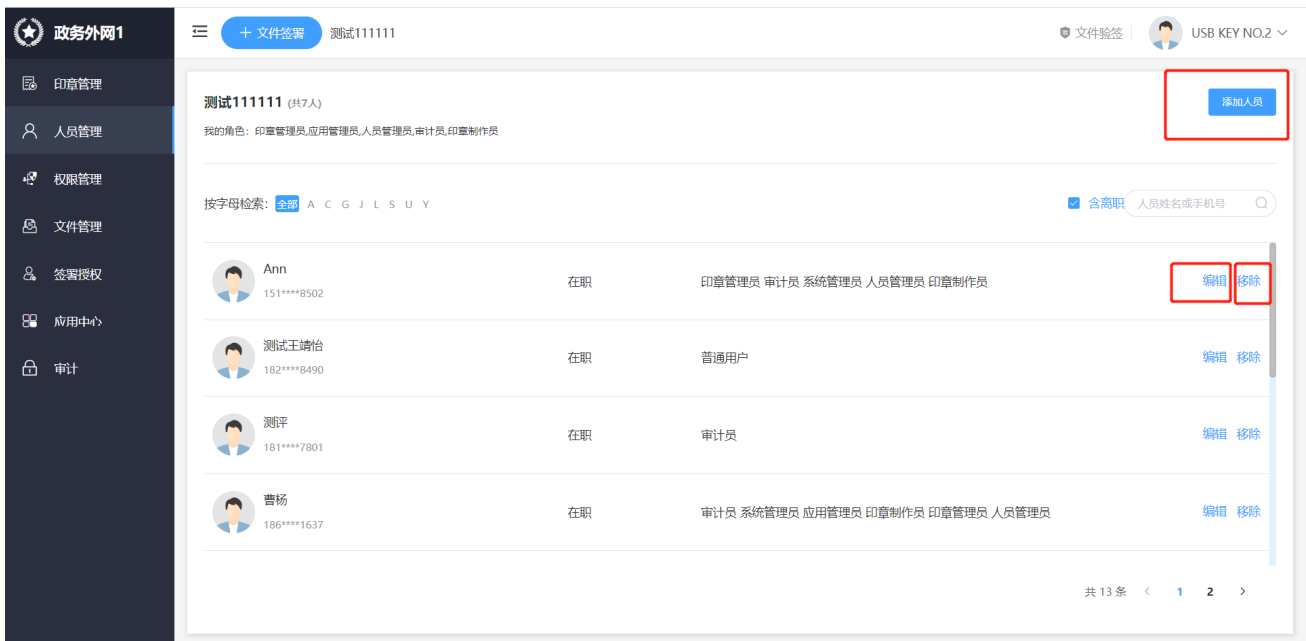 政务外网1
+ 文件签署 测试111111 文件验签 USB KEY NO.2
印章管理
人员管理
权限管理
文件管理
签署授权
应用中心
审计
测试111111 (共7人) 添加人员
我的角色：印章管理员,应用管理员,人员管理员,审计员,印章制作员
按字母检索：全部 A C G J L S U Y 含离职 人员姓名或手机号
Ann
151****8502 在职 印章管理员 审计员 系统管理员 人员管理员 印章制作员 编辑 移除
测试王靖怡
182****8490 在职 普通用户 编辑 移除
测评
181****7801 在职 审计员 编辑 移除
曹杨
186****1637 在职 审计员 系统管理员 应用管理员 印章制作员 印章管理员 人员管理员 编辑 移除
共 13 条 < 1 2 >